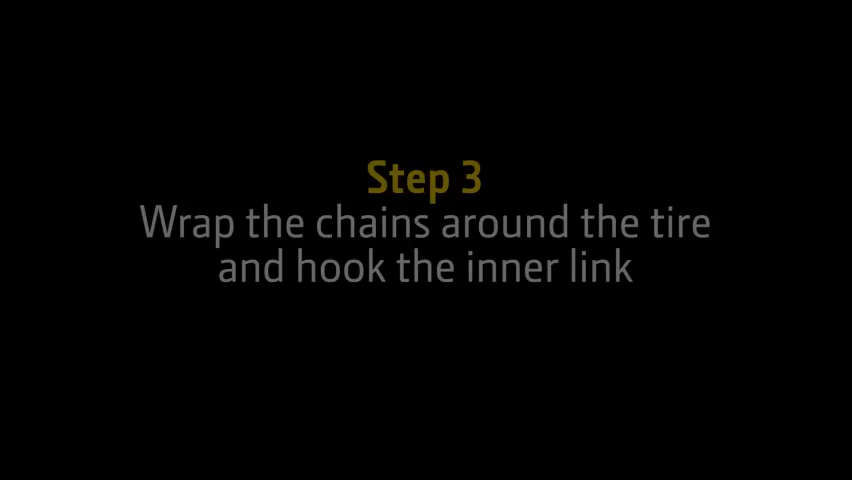 Step 3
Wrap the chains around the tire
and hook the inner link